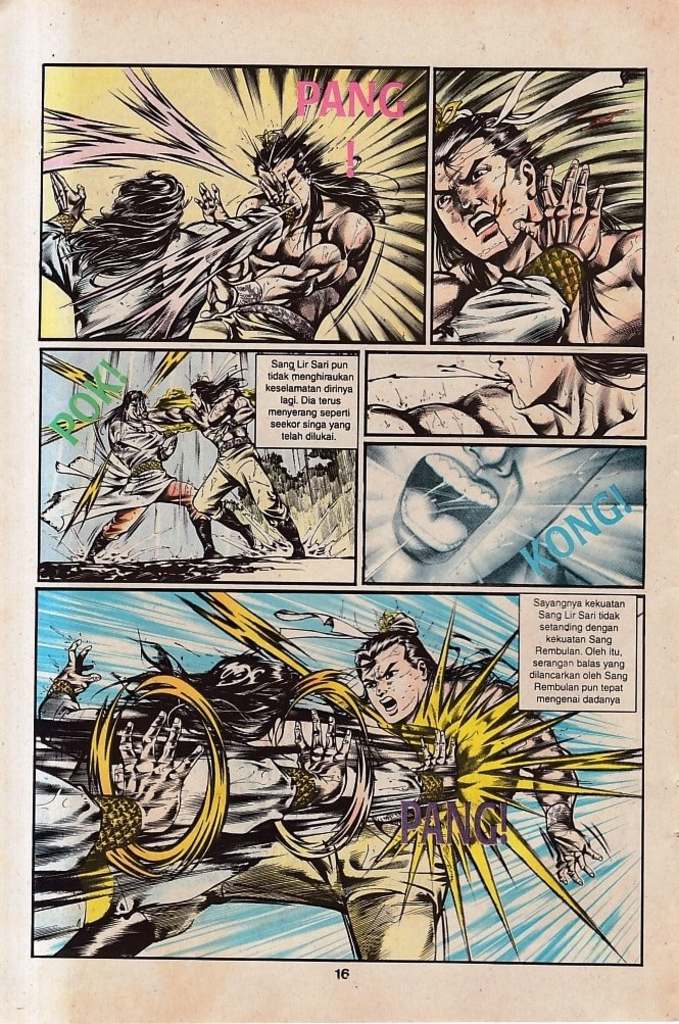 PANG
!
POK!
Sang Lir Sari pun
tidak menghiraukan
keselamatan dirinya
lagi. Dia terus
menyerang seperti
seekor singa yang
telah dilukai.
KONG!
Sayangnya kekuatan
Sang Lir Sari tidak
setanding dengan
kekuatan Sang
Rembulan. Oleh itu,
serangan balas yang
dilancarkan oleh Sang
Rembulan pun tepat
mengenai dadanya
PANG!
16